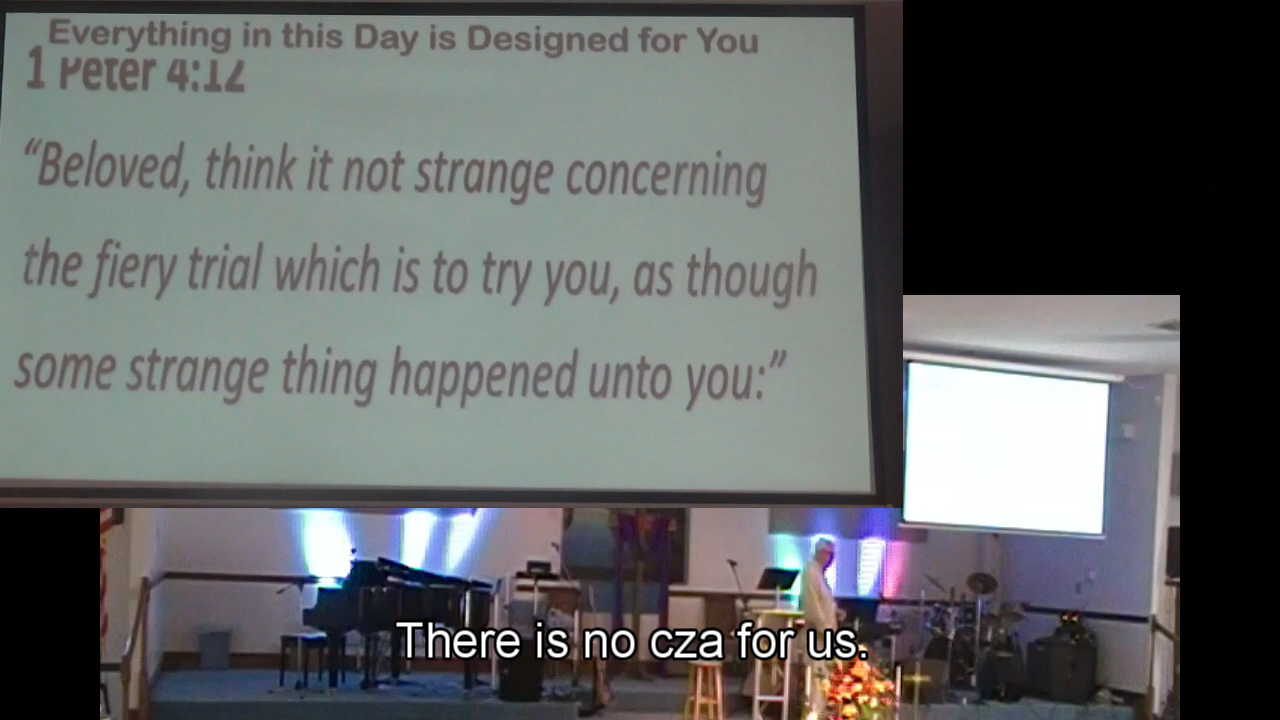 Everything in this Day is Designed for You
1 Peter 4:12
“Beloved, think it not strange concerning
the fiery trial which is to try you, as though
some strange thing happened unto you:”
There is no cza for us.